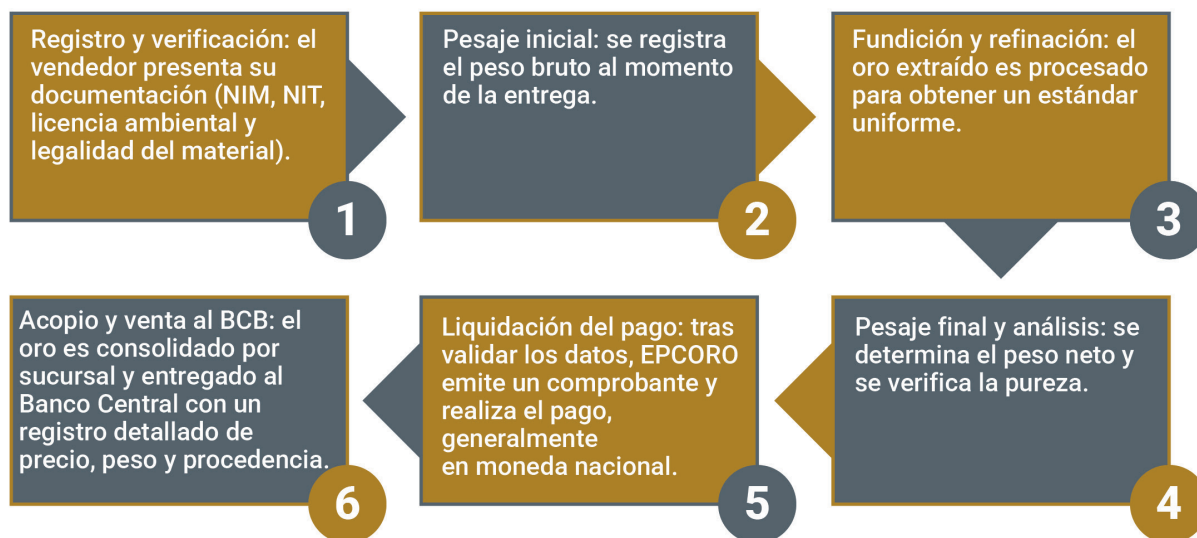 Registro y verificación: el
vendedor presenta su
documentación (NIM, NIT,
licencia ambiental y
legalidad del material).
1
Pesaje inicial: se registra
el peso bruto al momento
de la entrega.
2
Fundición y refinación: el
oro extraído es procesado
para obtener un estándar
uniforme.
3
Pesaje final y análisis: se
determina el peso neto y
se verifica la pureza.
4
Liquidación del pago: tras
validar los datos, EPCORO
emite un comprobante y
realiza el pago,
generalmente
en moneda nacional.
5
Acopio y venta al BCB: el
oro es consolidado por
sucursal y entregado al
Banco Central con un
registro detallado de
precio, peso y procedencia.
6